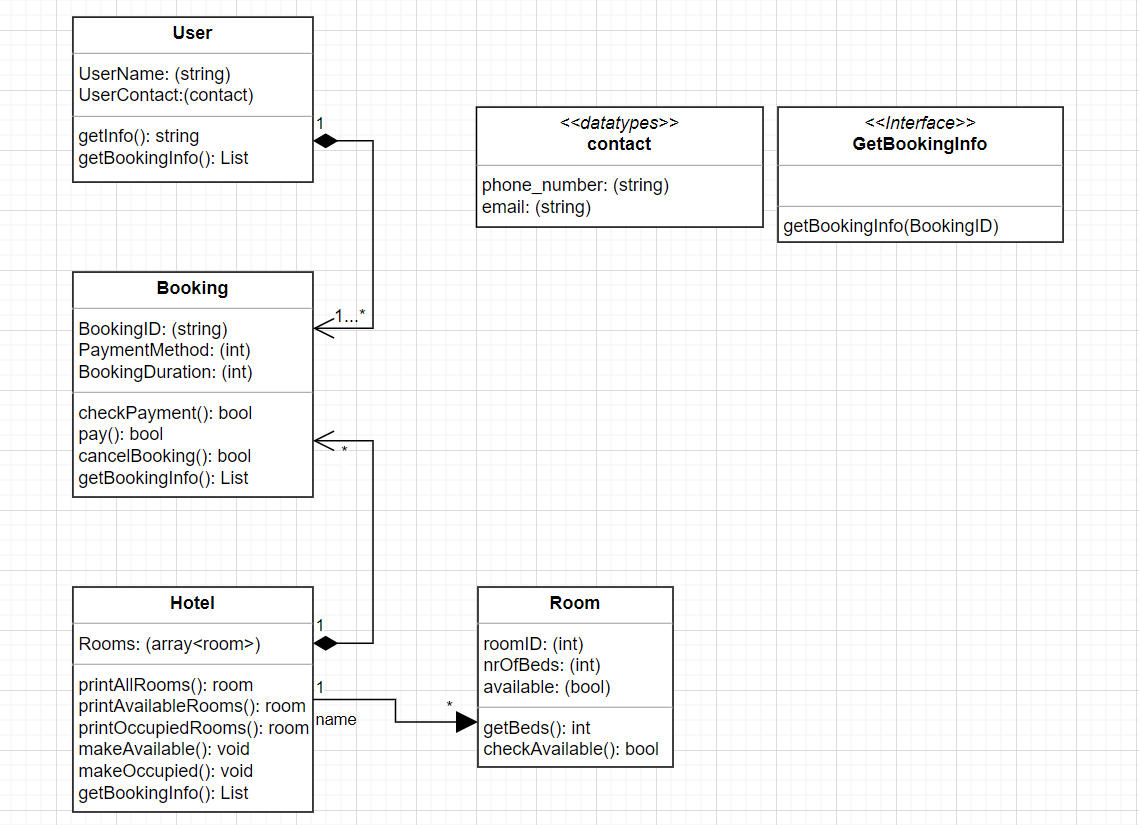 User
UserName: (string)
UserContact:(contact)
getInfo(): string
getBookingInfo(): List
1
1...*
<<datatypes>>
contact
phone_number: (string)
email: (string)
<<Interface>>
GetBookingInfo
getBookingInfo(BookingID)
Booking
BookingID: (string)
PaymentMethod: (int)
BookingDuration: (int)
checkPayment(): bool
pay(): bool
cancelBooking(): bool
getBookingInfo(): List
*
Hotel
Rooms: (array<room>)
printAllRooms(): room
printAvailableRooms(): room
printOccupiedRooms(): room
makeAvailable(): void
makeOccupied(): void
getBookingInfo(): List
1
1
name
*
Room
roomID: (int)
nrOfBeds: (int)
available: (bool)
getBeds(): int
checkAvailable(): bool